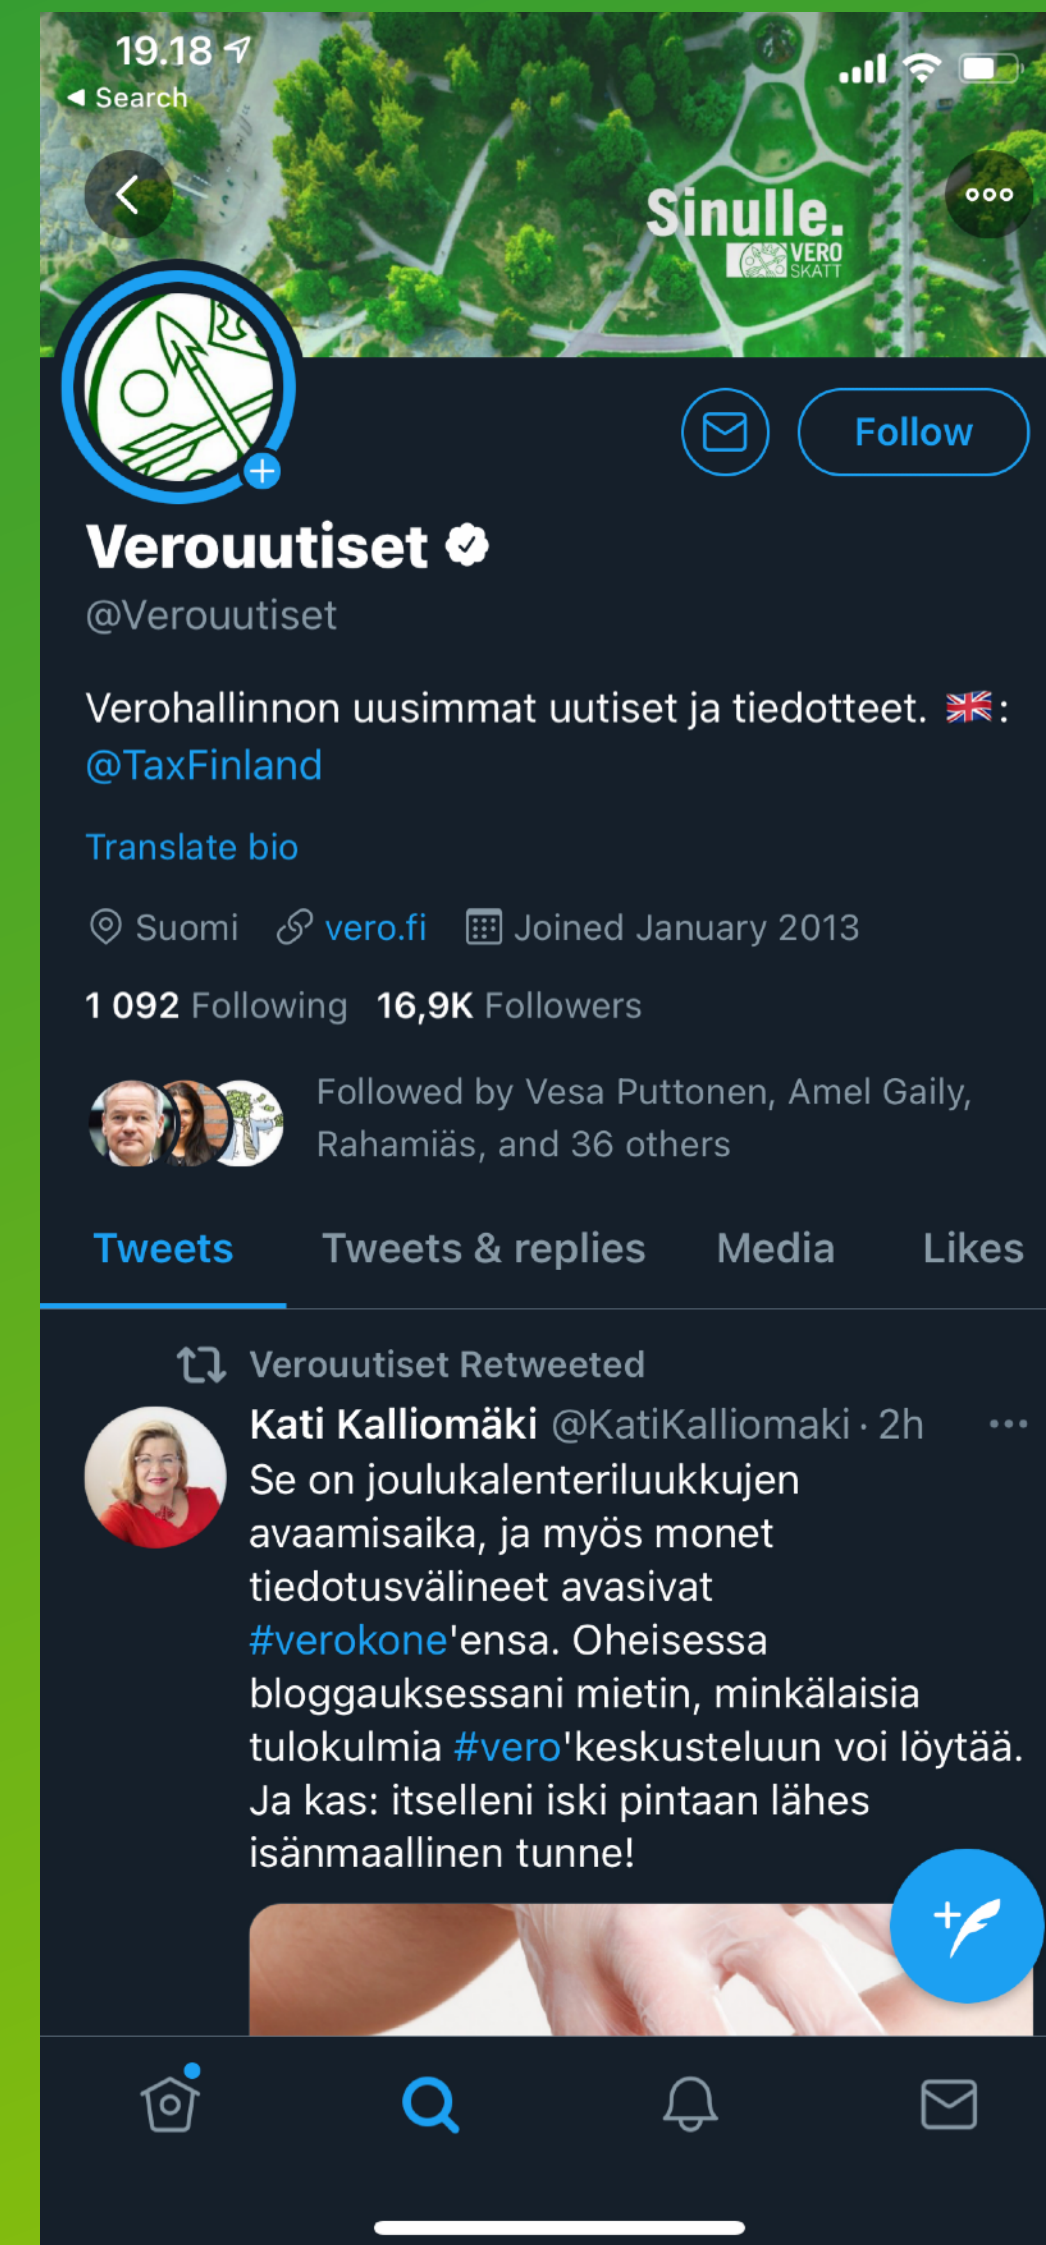 19.18
◀ Search
Sinulle.
VERO
SKATT
Follow
Verouutiset
@Verouutiset
Verohallinnon uusimmat uutiset ja tiedotteet. 🇬🇧:
@TaxFinland
Translate bio
Suomi vero.fi Joined January 2013
1 092 Following 16,9K Followers
Followed by Vesa Puttonen, Amel Gaily,
Rahamiäs, and 36 others
Tweets Tweets & replies Media Likes
Verouutiset Retweeted
Kati Kalliomäki @KatiKalliomaki · 2h
Se on joulukalenteriluukkujen
avaamisaika, ja myös monet
tiedotusvälineet avasivat
#verokone'ensa. Oheisessa
bloggauksessani mietin, minkälaisia
tulokulmia #vero'keskusteluun voi löytää.
Ja kas: itselleni iski pintaan lähes
isänmaallinen tunne!